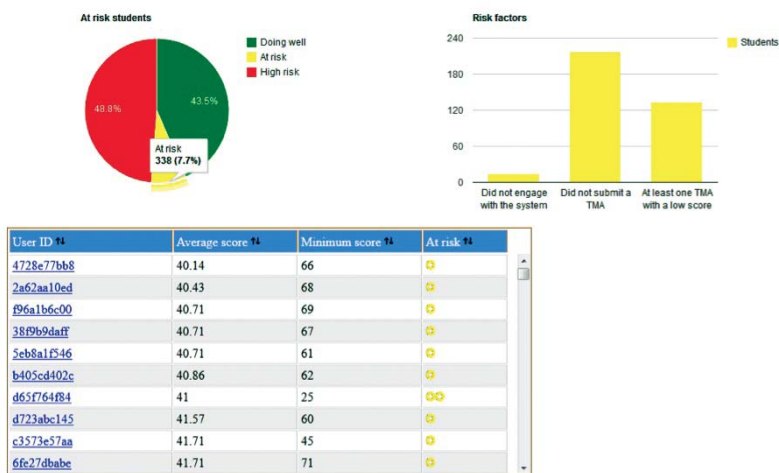 At risk students
Doing well
At risk
High risk
48.8%
43.5%
At risk
338 (7.7%)
Risk factors
240
180
120
60
0
Students
Did not engage
with the system
Did not submit a
TMA
At least one TMA
with a low score
User ID Average score Minimum score At risk
4728e77bb8 40.14 66
2a62aa10ed 40.43 68
f96a1b6c00 40.71 69
38f9b9daff 40.71 67
5eb8a1f546 40.71 61
b405cd402c 40.86 62
d65f764f84 41 25
d723abc145 41.57 60
c3573e57aa 41.71 45
6fe27dbabe 41.71 71